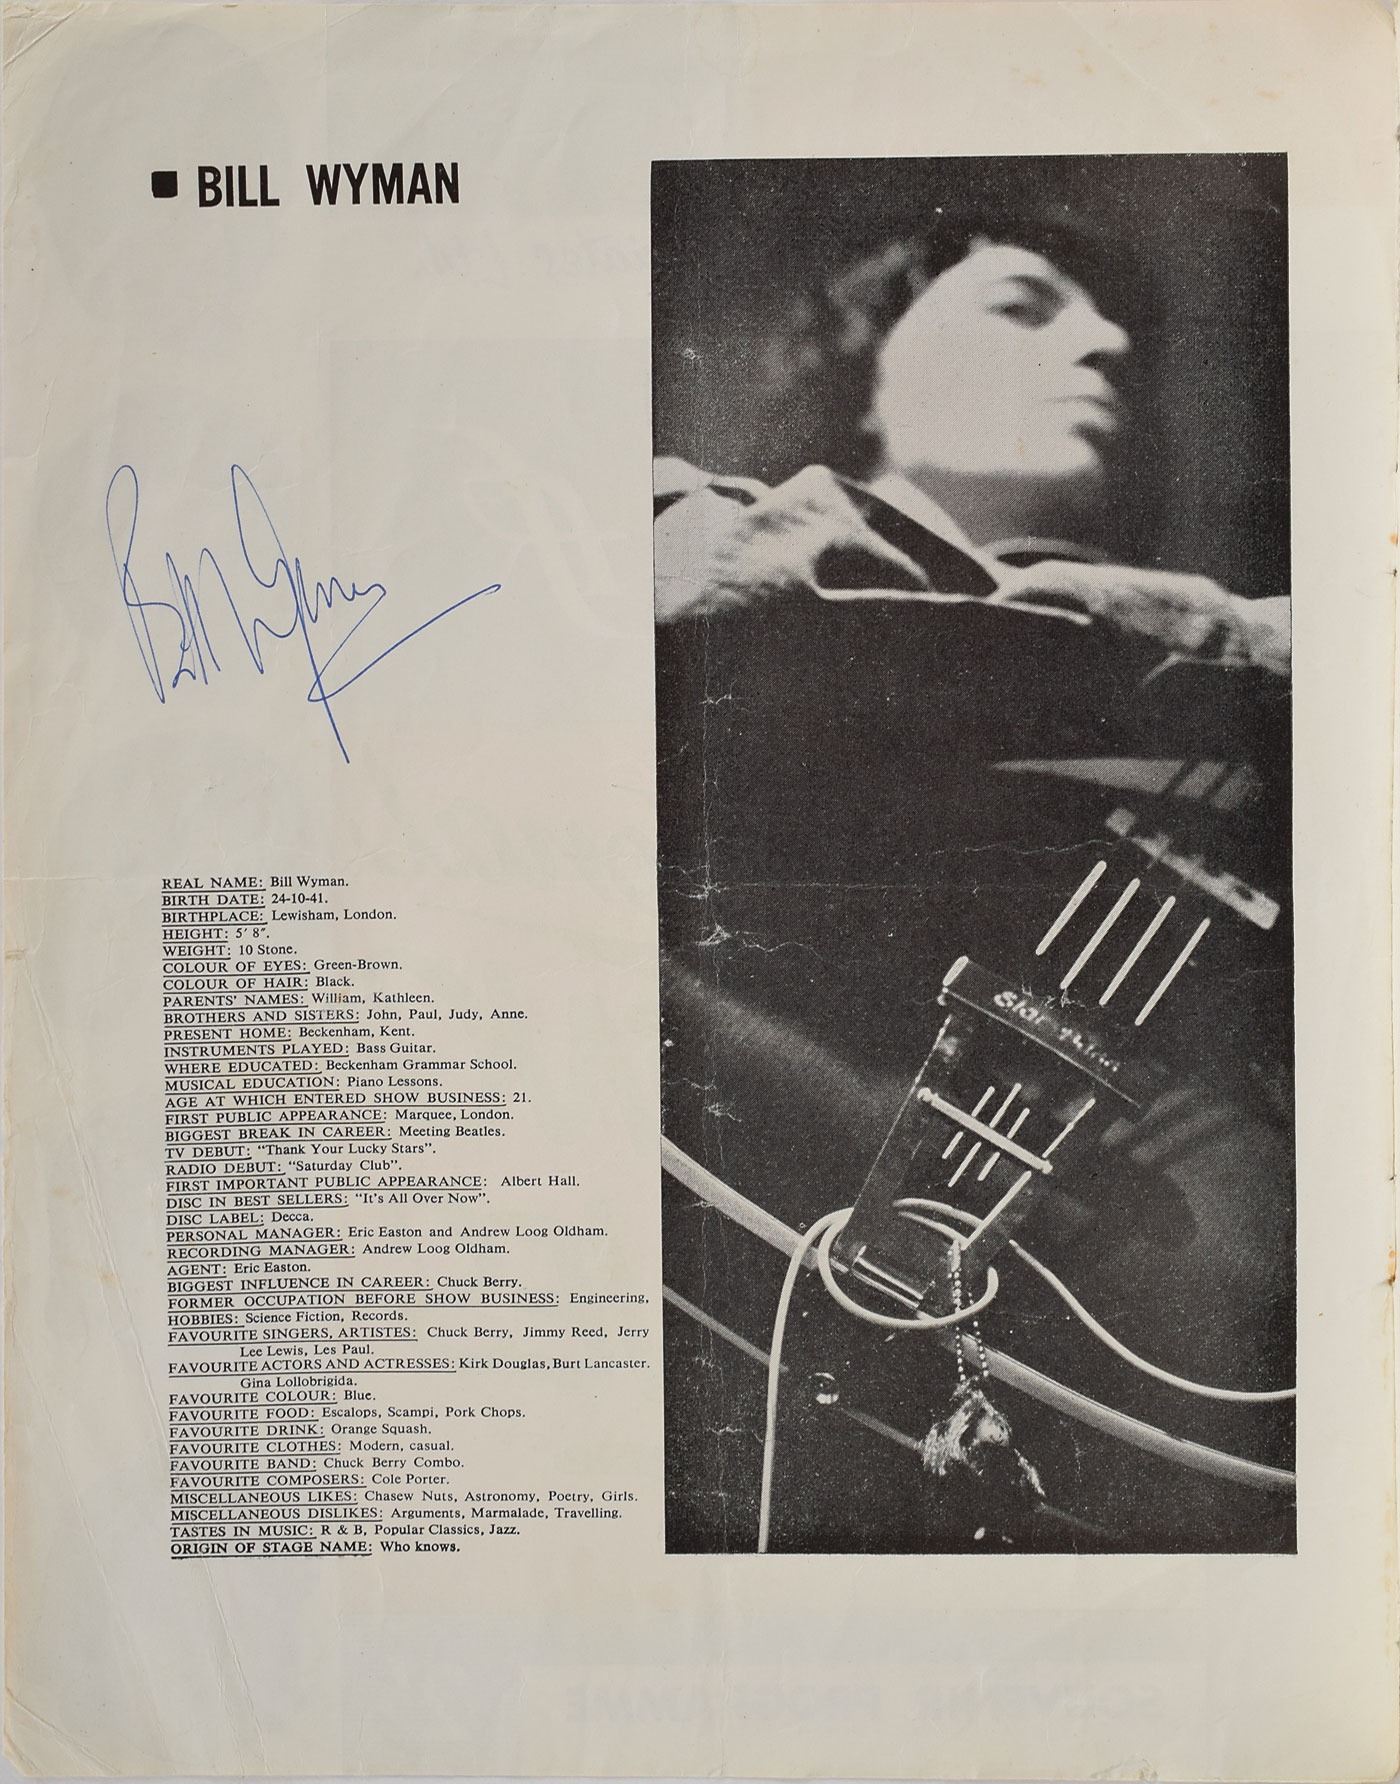 BILL WYMAN
Bill Wyman
REAL NAME: Bill Wyman.
BIRTH DATE: 24-10-41.
BIRTHPLACE: Lewisham, London.
HEIGHT: 5' 8".
WEIGHT: 10 Stone.
COLOUR OF EYES: Green-Brown.
COLOUR OF HAIR: Black.
PARENTS' NAMES: William, Kathleen.
BROTHERS AND SISTERS: John, Paul, Judy, Anne.
PRESENT HOME: Beckenham, Kent.
INSTRUMENTS PLAYED: Bass Guitar.
WHERE EDUCATED: Beckenham Grammar School.
MUSICAL EDUCATION: Piano Lessons.
AGE AT WHICH ENTERED SHOW BUSINESS: 21.
FIRST PUBLIC APPEARANCE: Marquee, London.
BIGGEST BREAK IN CAREER: Meeting Beatles.
TV DEBUT: "Thank Your Lucky Stars".
RADIO DEBUT: "Saturday Club".
FIRST IMPORTANT PUBLIC APPEARANCE: Albert Hall.
DISC IN BEST SELLERS: "It's All Over Now".
DISC LABEL: Decca.
PERSONAL MANAGER: Eric Easton and Andrew Loog Oldham.
RECORDING MANAGER: Andrew Loog Oldham.
AGENT: Eric Easton.
BIGGEST INFLUENCE IN CAREER: Chuck Berry.
FORMER OCCUPATION BEFORE SHOW BUSINESS: Engineering,
HOBBIES: Science Fiction, Records.
FAVOURITE SINGERS, ARTISTES: Chuck Berry, Jimmy Reed, Jerry
Lee Lewis, Les Paul.
FAVOURITE ACTORS AND ACTRESSES: Kirk Douglas, Burt Lancaster.
Gina Lollobrigida.
FAVOURITE COLOUR: Blue.
FAVOURITE FOOD: Escalops, Scampi, Pork Chops.
FAVOURITE DRINK: Orange Squash.
FAVOURITE CLOTHES: Modern, casual.
FAVOURITE BAND: Chuck Berry Combo.
FAVOURITE COMPOSERS: Cole Porter.
MISCELLANEOUS LIKES: Chasew Nuts, Astronomy, Poetry, Girls.
MISCELLANEOUS DISLIKES: Arguments, Marmalade, Travelling.
TASTES IN MUSIC: R & B, Popular Classics, Jazz.
ORIGIN OF STAGE NAME: Who knows.
Star